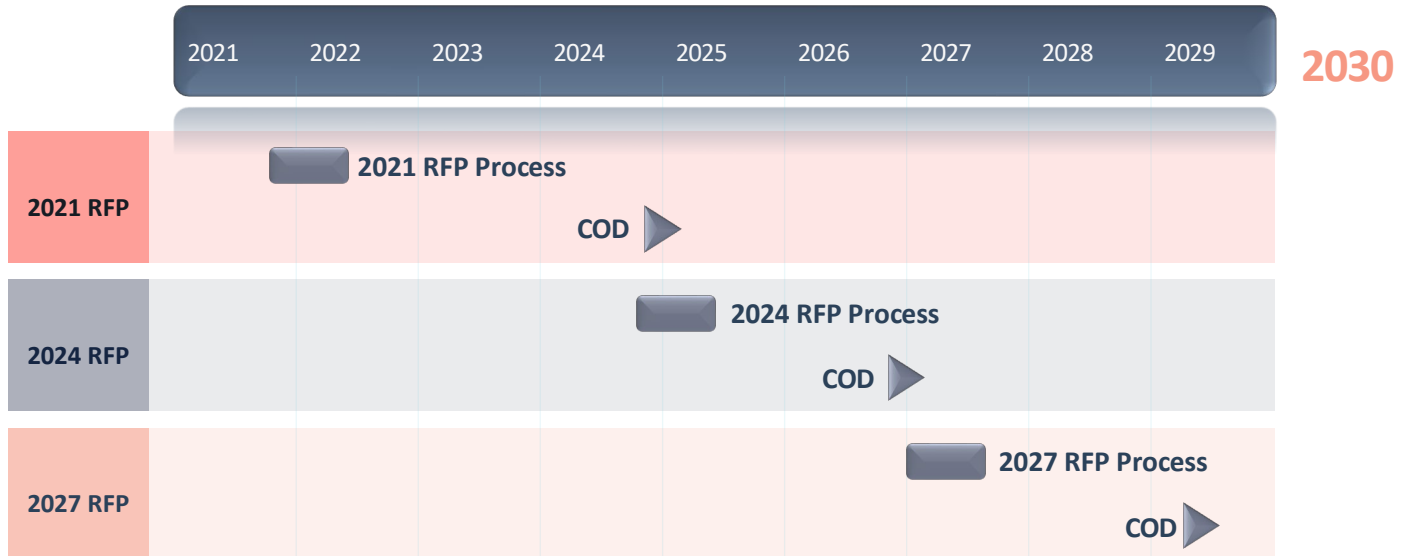 2021 2022 2023 2024 2025 2026 2027 2028 2029
2030
2021 RFP Process
2021 RFP
COD
2024 RFP Process
2024 RFP
COD
2027 RFP Process
2027 RFP
COD